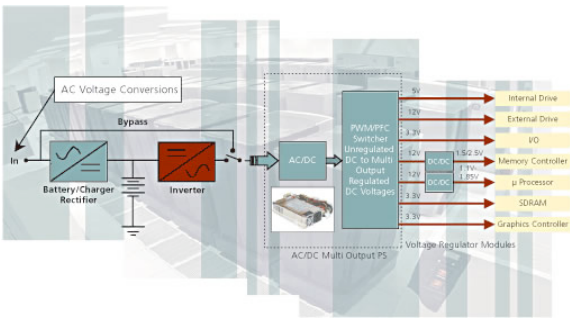 AC Voltage Conversions
Bypass
In
Battery/Charger
Rectifier
Inverter
AC/DC
PWM/PFC
Switcher
Unregulated
DC to Multi
Output
Regulated
DC Voltages
AC/DC Multi Output PS
5V
Internal Drive
12V
External Drive
3.3V
I/O
12V
DC/DC
1.5/2.5V
Memory Controller
12V
DC/DC
1.1V-
1.85V
µ Processor
3.3V
SDRAM
3.3V
Graphics Controller
Voltage Regulator Modules